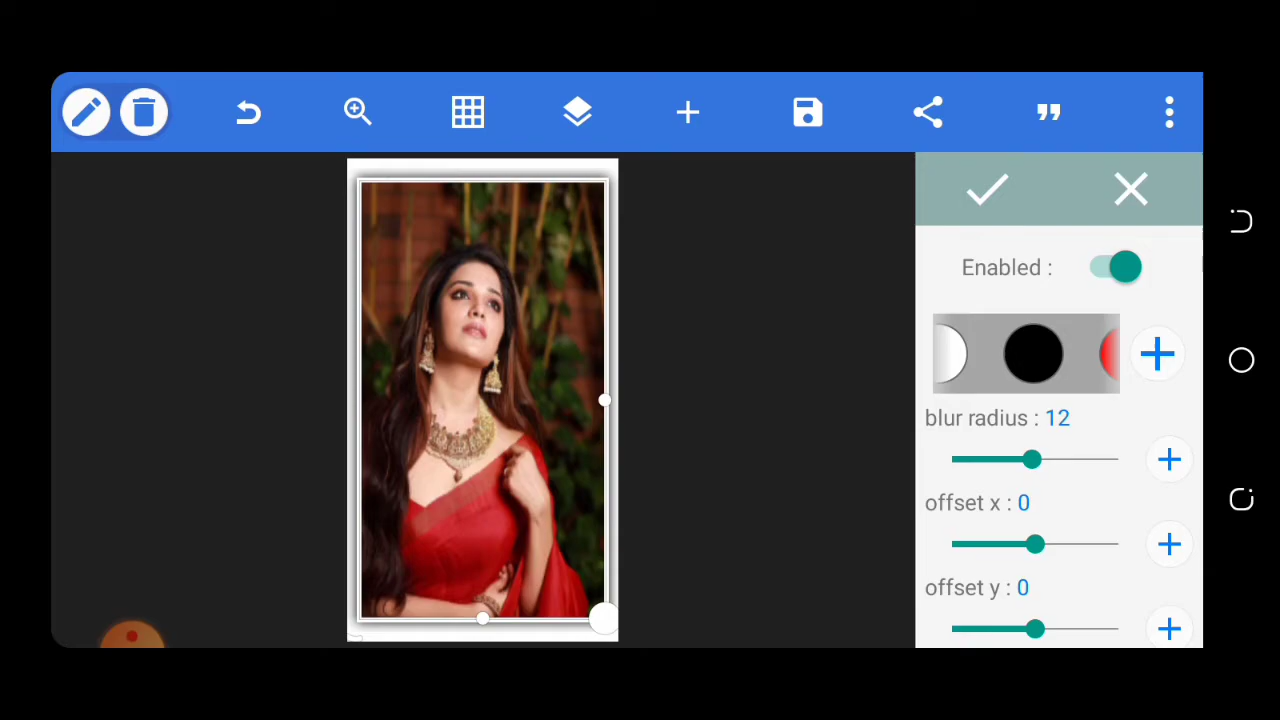 Enabled :
blur radius : 12
offset x : 0
offset y : 0